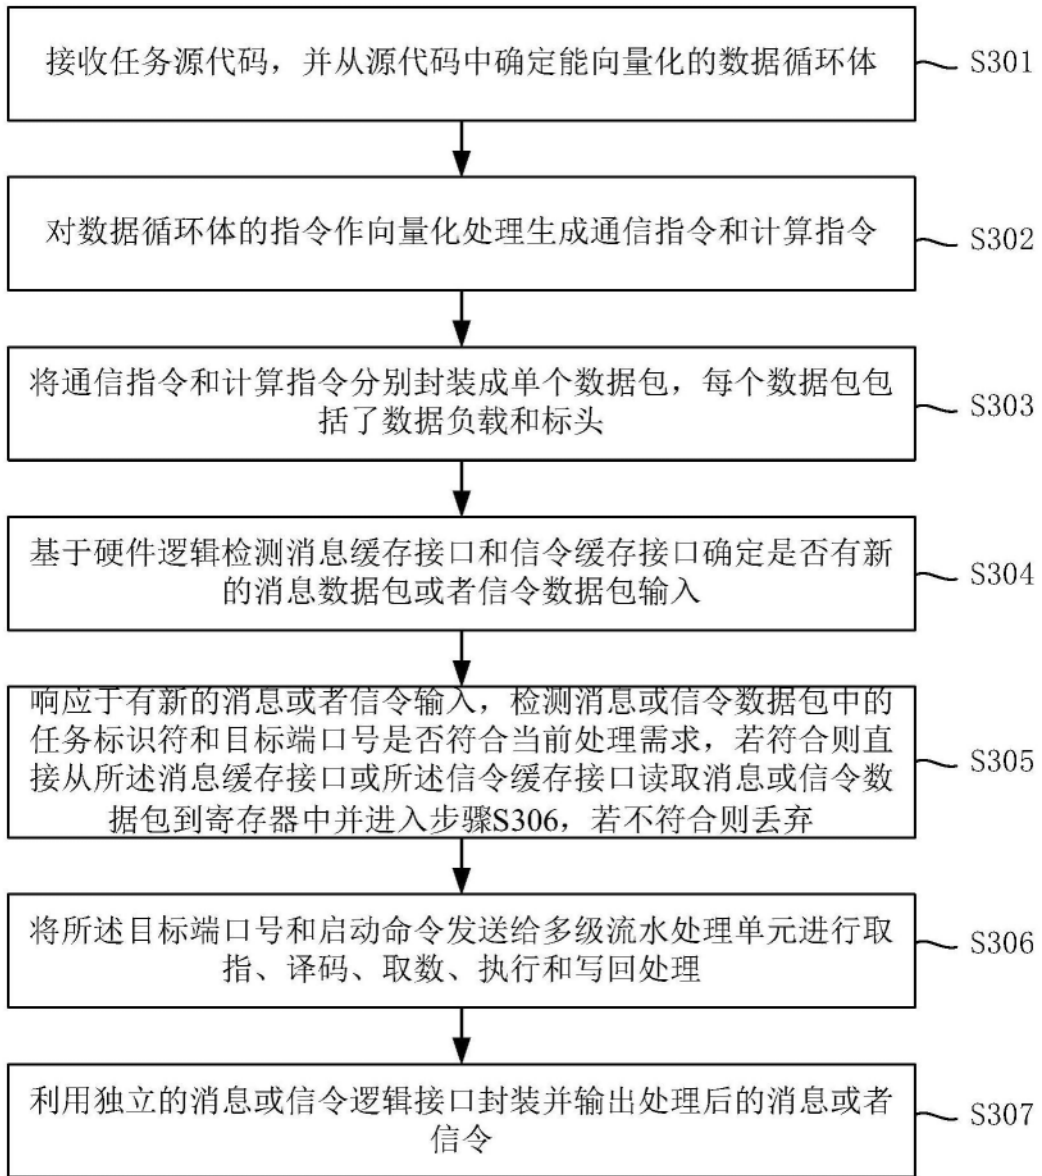 接收任务源代码，并从源代码中确定能向量化的数据循环体
S301
对数据循环体的指令作向量化处理生成通信指令和计算指令
S302
将通信指令和计算指令分别封装成单个数据包，每个数据包包
括了数据负载和标头
S303
基于硬件逻辑检测消息缓存接口和信令缓存接口确定是否有新
的消息数据包或者信令数据包输入
S304
响应于有新的消息或者信令输入，检测消息或信令数据包中的
任务标识符和目标端口号是否符合当前处理需求，若符合则直
接从所述消息缓存接口或所述信令缓存接口读取消息或信令数
据包到寄存器中并进入步骤S306，若不符合则丢弃
S305
将所述目标端口号和启动命令发送给多级流水处理单元进行取
指、译码、取数、执行和写回处理
S306
利用独立的消息或信令逻辑接口封装并输出处理后的消息或者
信令
S307